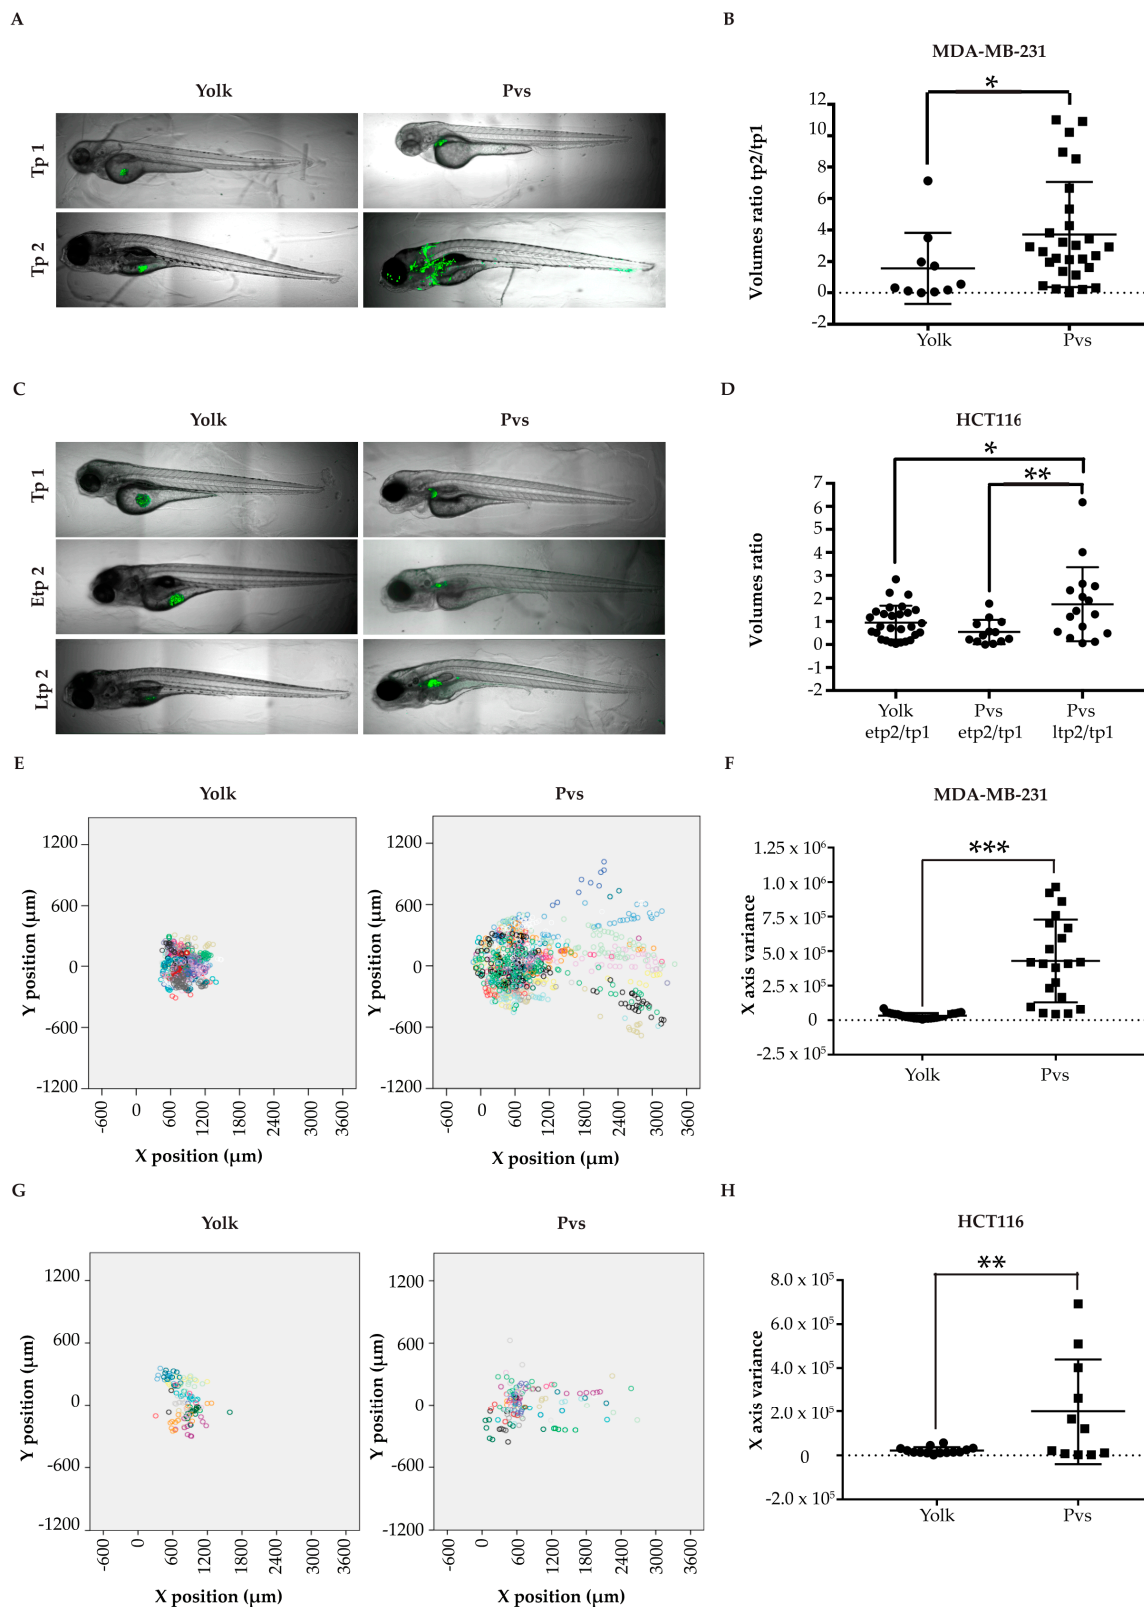 A
Yolk
Pvs
Tp 1
Tp 2
B
MDA-MB-231
*
Volumes ratio tp2/tp1
12
10
8
6
4
2
0
-2
Yolk
Pvs
C
Yolk
Pvs
Tp 1
Etp 2
Ltp 2
D
HCT116
*
**
Volumes ratio
7
6
5
4
3
2
1
0
-1
-2
Yolk
etp2/tp1
Pvs
etp2/tp1
Pvs
ltp2/tp1
E
Yolk
Y position (µm)
1200
600
0
-600
-1200
-600
0
600
1200
1800
2400
3000
3600
X position (µm)
Pvs
Y position (µm)
1200
600
0
-600
-1200
-600
0
600
1200
1800
2400
3000
3600
X position (µm)
F
MDA-MB-231
***
X axis variance
1.25 x 10⁶
1.0 x 10⁶
7.5 x 10⁵
5.0 x 10⁵
2.5 x 10⁵
0
-2.5 x 10⁵
Yolk
Pvs
G
Yolk
Y position (µm)
1200
600
0
-600
-1200
-600
0
600
1200
1800
2400
3000
3600
X position (µm)
Pvs
Y position (µm)
1200
600
0
-600
-1200
-600
0
600
1200
1800
2400
3000
3600
X position (µm)
H
HCT116
**
X axis variance
8.0 x 10⁵
6.0 x 10⁵
4.0 x 10⁵
2.0 x 10⁵
0
-2.0 x 10⁵
Yolk
Pvs